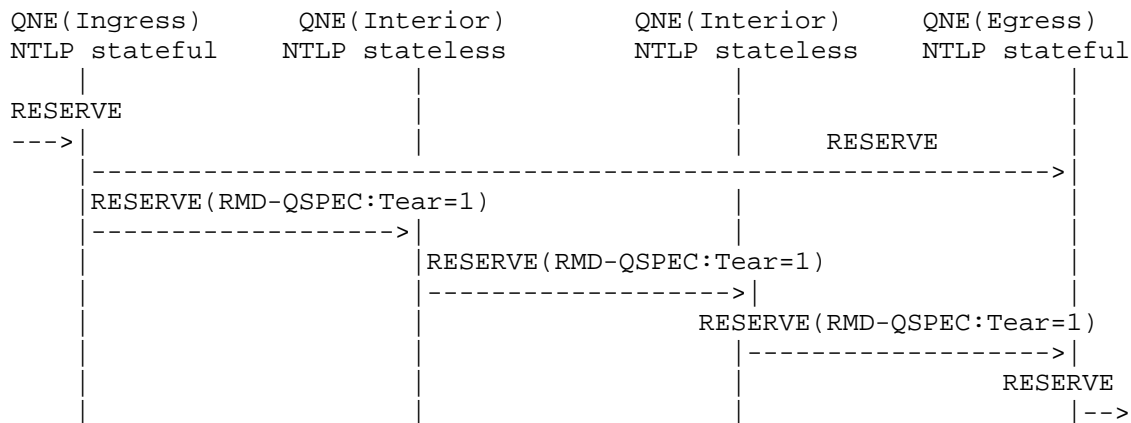 QNE(Ingress) QNE(Interior) QNE(Interior) QNE(Egress)
NTLP stateful NTLP stateless NTLP stateless NTLP stateful
RESERVE
RESERVE
RESERVE(RMD-QSPEC:Tear=1)
RESERVE(RMD-QSPEC:Tear=1)
RESERVE(RMD-QSPEC:Tear=1)
RESERVE